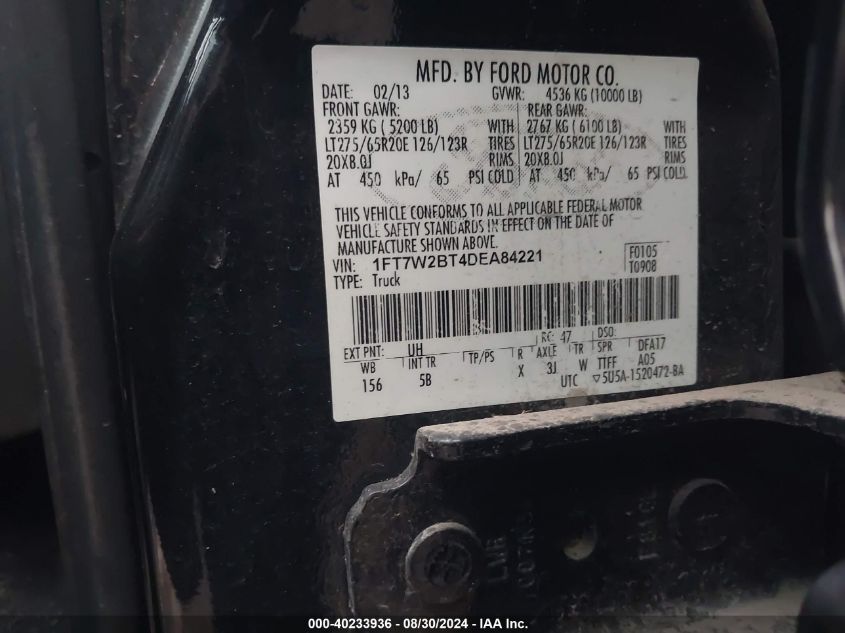 MFD. BY FORD MOTOR CO.
DATE: 02/13 GVWR: 4536 KG (10000 LB)
FRONT GAWR: REAR GAWR:
2359 KG ( 5200 LB) WITH 2767 KG ( 6100 LB) WITH
LT275/65R20E 126/123R TIRES LT275/65R20E 126/123R TIRES
20X8.0J RIMS 20X8.0J RIMS
AT 450 kPa/ 65 PSI COLD AT 450 kPa/ 65 PSI COLD
THIS VEHICLE CONFORMS TO ALL APPLICABLE FEDERAL MOTOR
VEHICLE SAFETY STANDARDS IN EFFECT ON THE DATE OF
MANUFACTURE SHOWN ABOVE.
VIN: 1FT7W2BT4DEA84221 F0105
TYPE: Truck T0908
EXT PNT: UH RC: 47 DSO:
WB INT TR TP/PS R AXLE TR SPR DFA17
156 5B X 3J W TTFF A05
UTC ▽5U5A-1520472-BA
000-40233936 - 08/30/2024 - IAA Inc.